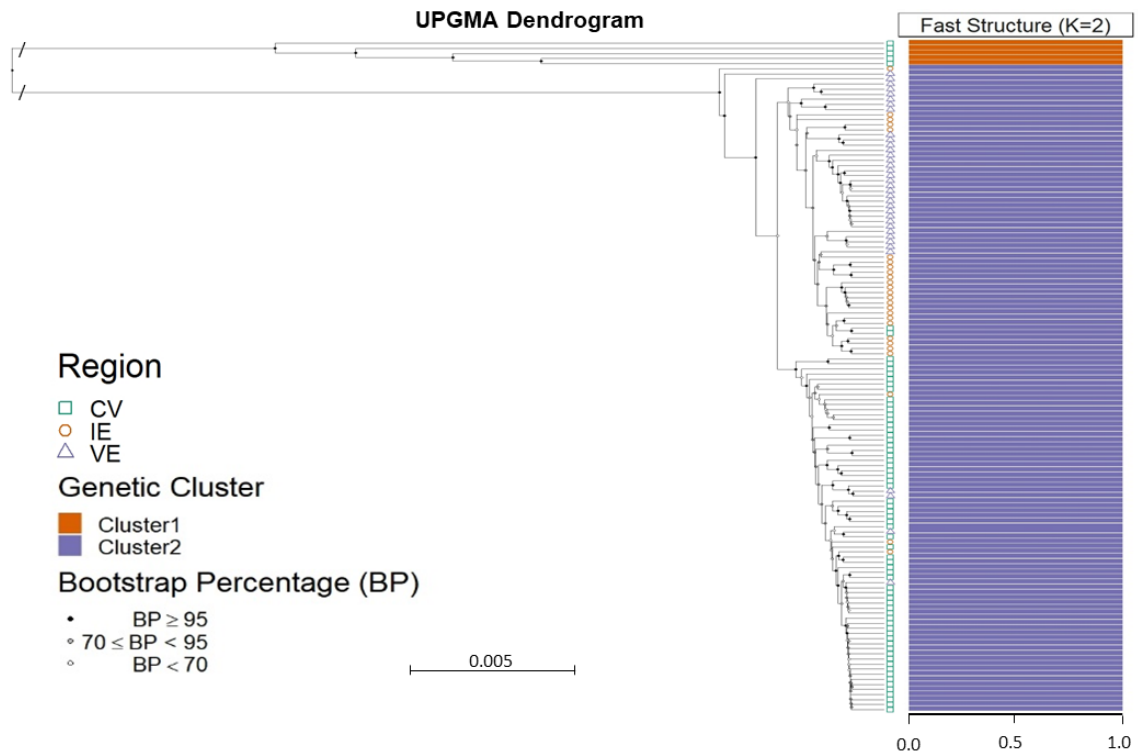 UPGMA Dendrogram
Fast Structure (K=2)
Region
CV
IE
VE
Genetic Cluster
Cluster1
Cluster2
Bootstrap Percentage (BP)
BP ≥ 95
70 ≤ BP < 95
BP < 70
0.005
0.0 0.5 1.0